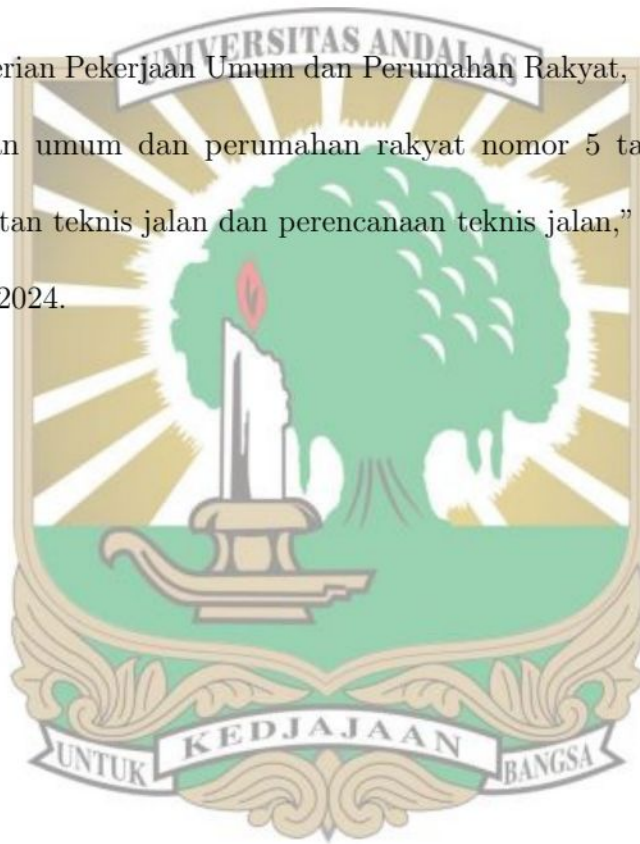 UNIVERSITAS ANDALAS
erian Pekerjaan Umum dan Perumahan Rakyat,
n umum dan perumahan rakyat nomor 5 ta
tan teknis jalan dan perencanaan teknis jalan,”
2024.
UNTUK KEDJAJAAN BANGSA